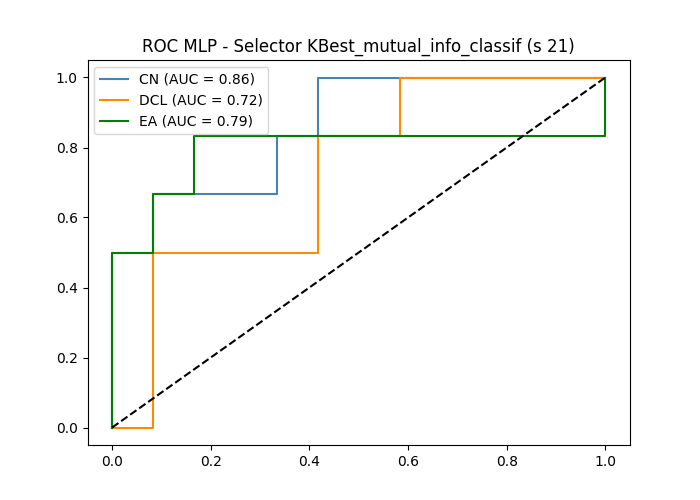 ROC MLP - Selector KBest_mutual_info_classif (s 21)
CN (AUC = 0.86)
DCL (AUC = 0.72)
EA (AUC = 0.79)
1.0
0.8
0.6
0.4
0.2
0.0
0.0 0.2 0.4 0.6 0.8 1.0